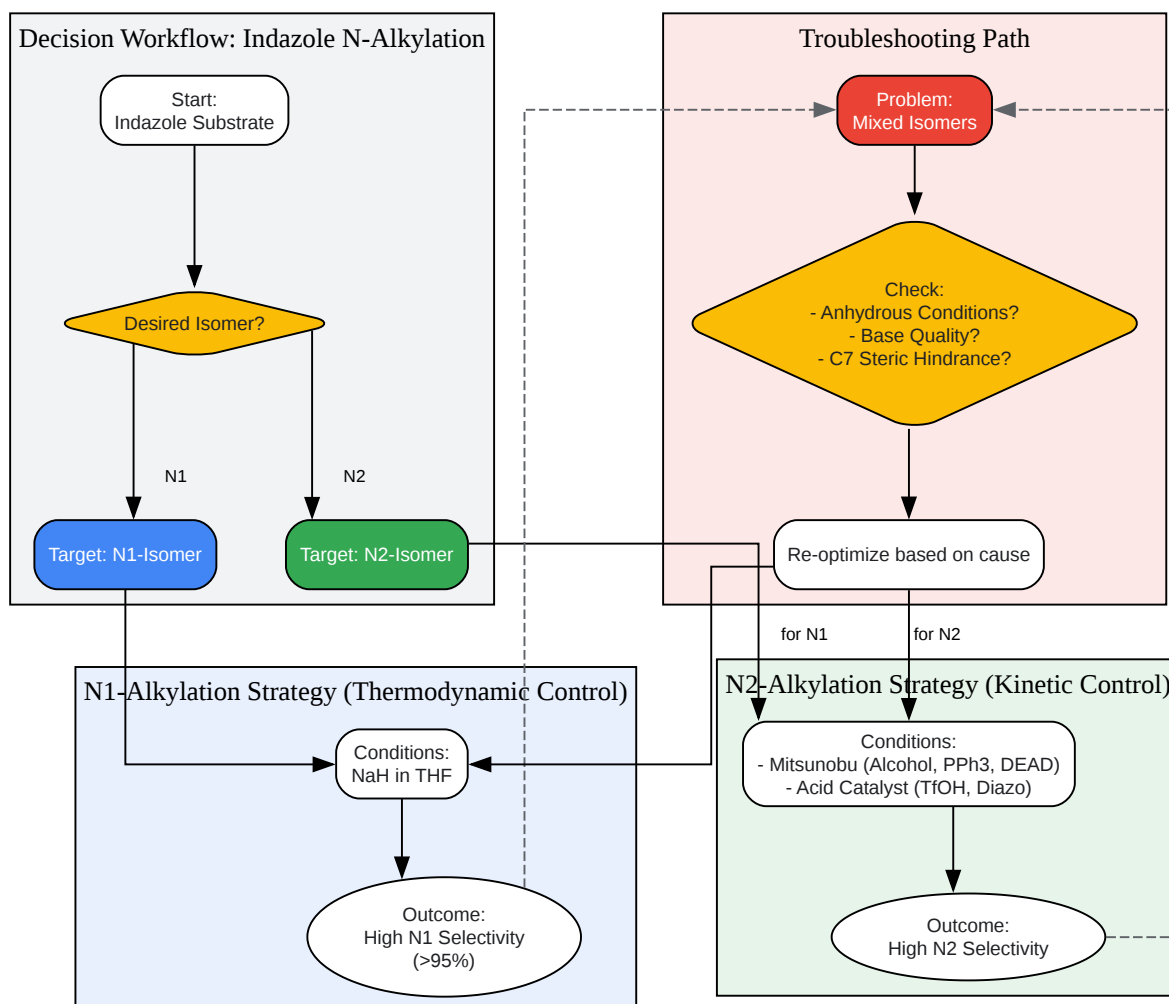 Decision Workflow: Indazole N-Alkylation
Start:
Indazole Substrate
Desired Isomer?
N1
N2
Target: N1-Isomer
Target: N2-Isomer
Troubleshooting Path
Problem:
Mixed Isomers
Check:
- Anhydrous Conditions?
- Base Quality?
- C7 Steric Hindrance?
Re-optimize based on cause
for N1
for N2
N1-Alkylation Strategy (Thermodynamic Control)
Conditions:
NaH in THF
Outcome:
High N1 Selectivity
(>95%)
N2-Alkylation Strategy (Kinetic Control)
Conditions:
- Mitsunobu (Alcohol, PPh3, DEAD)
- Acid Catalyst (TfOH, Diazo)
Outcome:
High N2 Selectivity